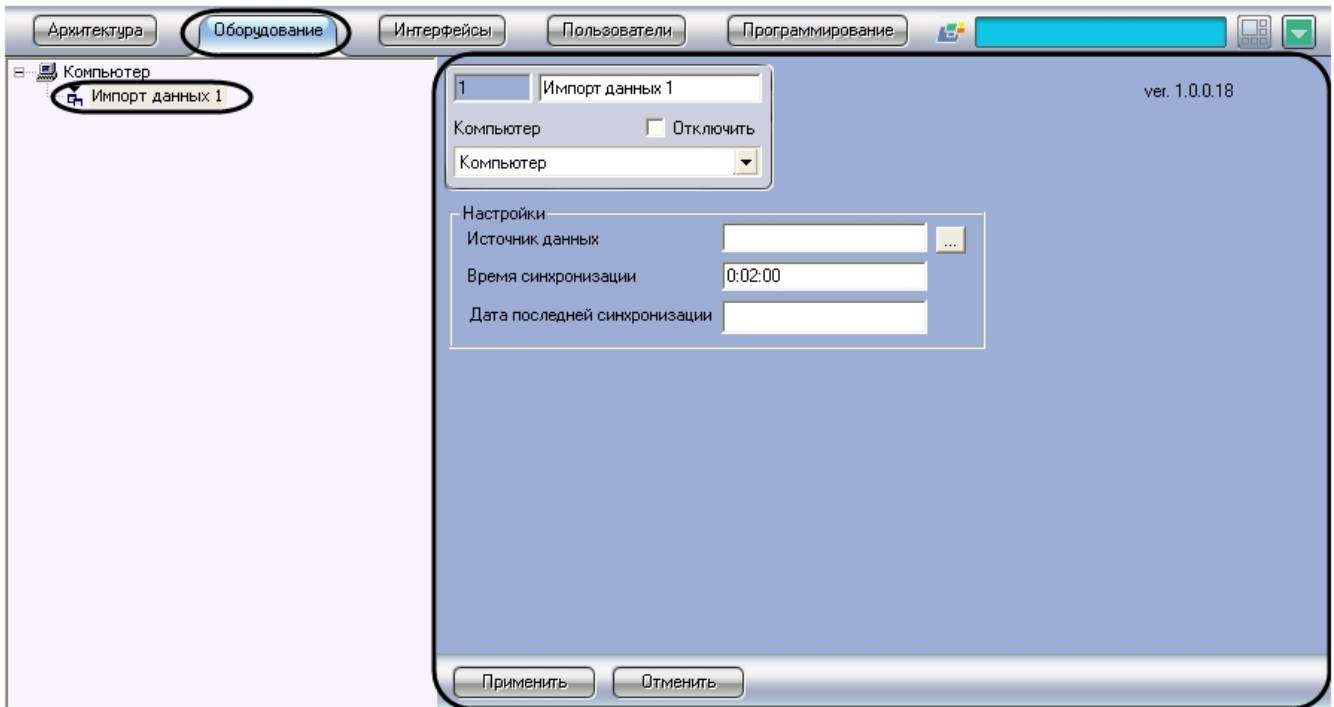 Архитектура Оборудование Интерфейсы Пользователи Программирование
Компьютер
Импорт данных 1
1 Импорт данных 1
ver. 1.0.0.18
Компьютер Отключить
Компьютер
Настройки
Источник данных ...
Время синхронизации 0:02:00
Дата последней синхронизации
Применить Отменить